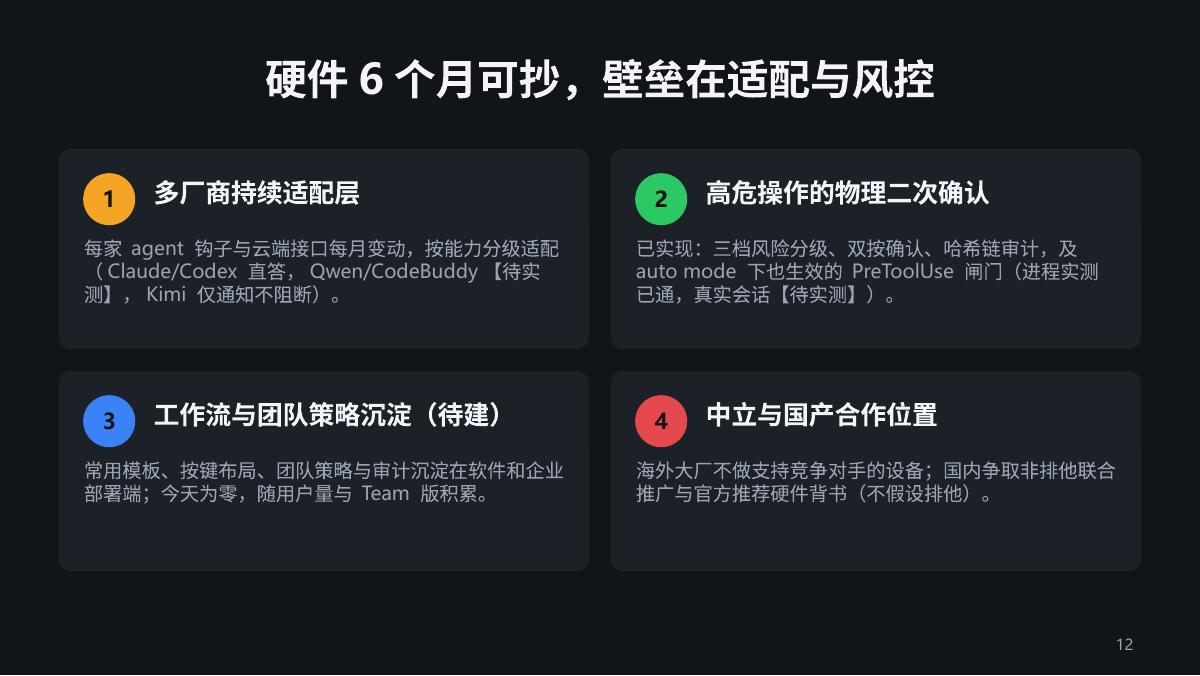 硬件 6 个月可抄，壁垒在适配与风控
1
多厂商持续适配层
每家 agent 钩子与云端接口每月变动，按能力分级适配
（ Claude/Codex 直答， Qwen/CodeBuddy 【待实
测】， Kimi 仅通知不阻断）。
2
高危操作的物理二次确认
已实现：三档风险分级、双按确认、哈希链审计，及
auto mode 下也生效的 PreToolUse 闸门（进程实测
已通，真实会话【待实测】）。
3
工作流与团队策略沉淀（待建）
常用模板、按键布局、团队策略与审计沉淀在软件和企业
部署端；今天为零，随用户量与 Team 版积累。
4
中立与国产合作位置
海外大厂不做支持竞争对手的设备；国内争取非排他联合
推广与官方推荐硬件背书（不假设排他）。
12